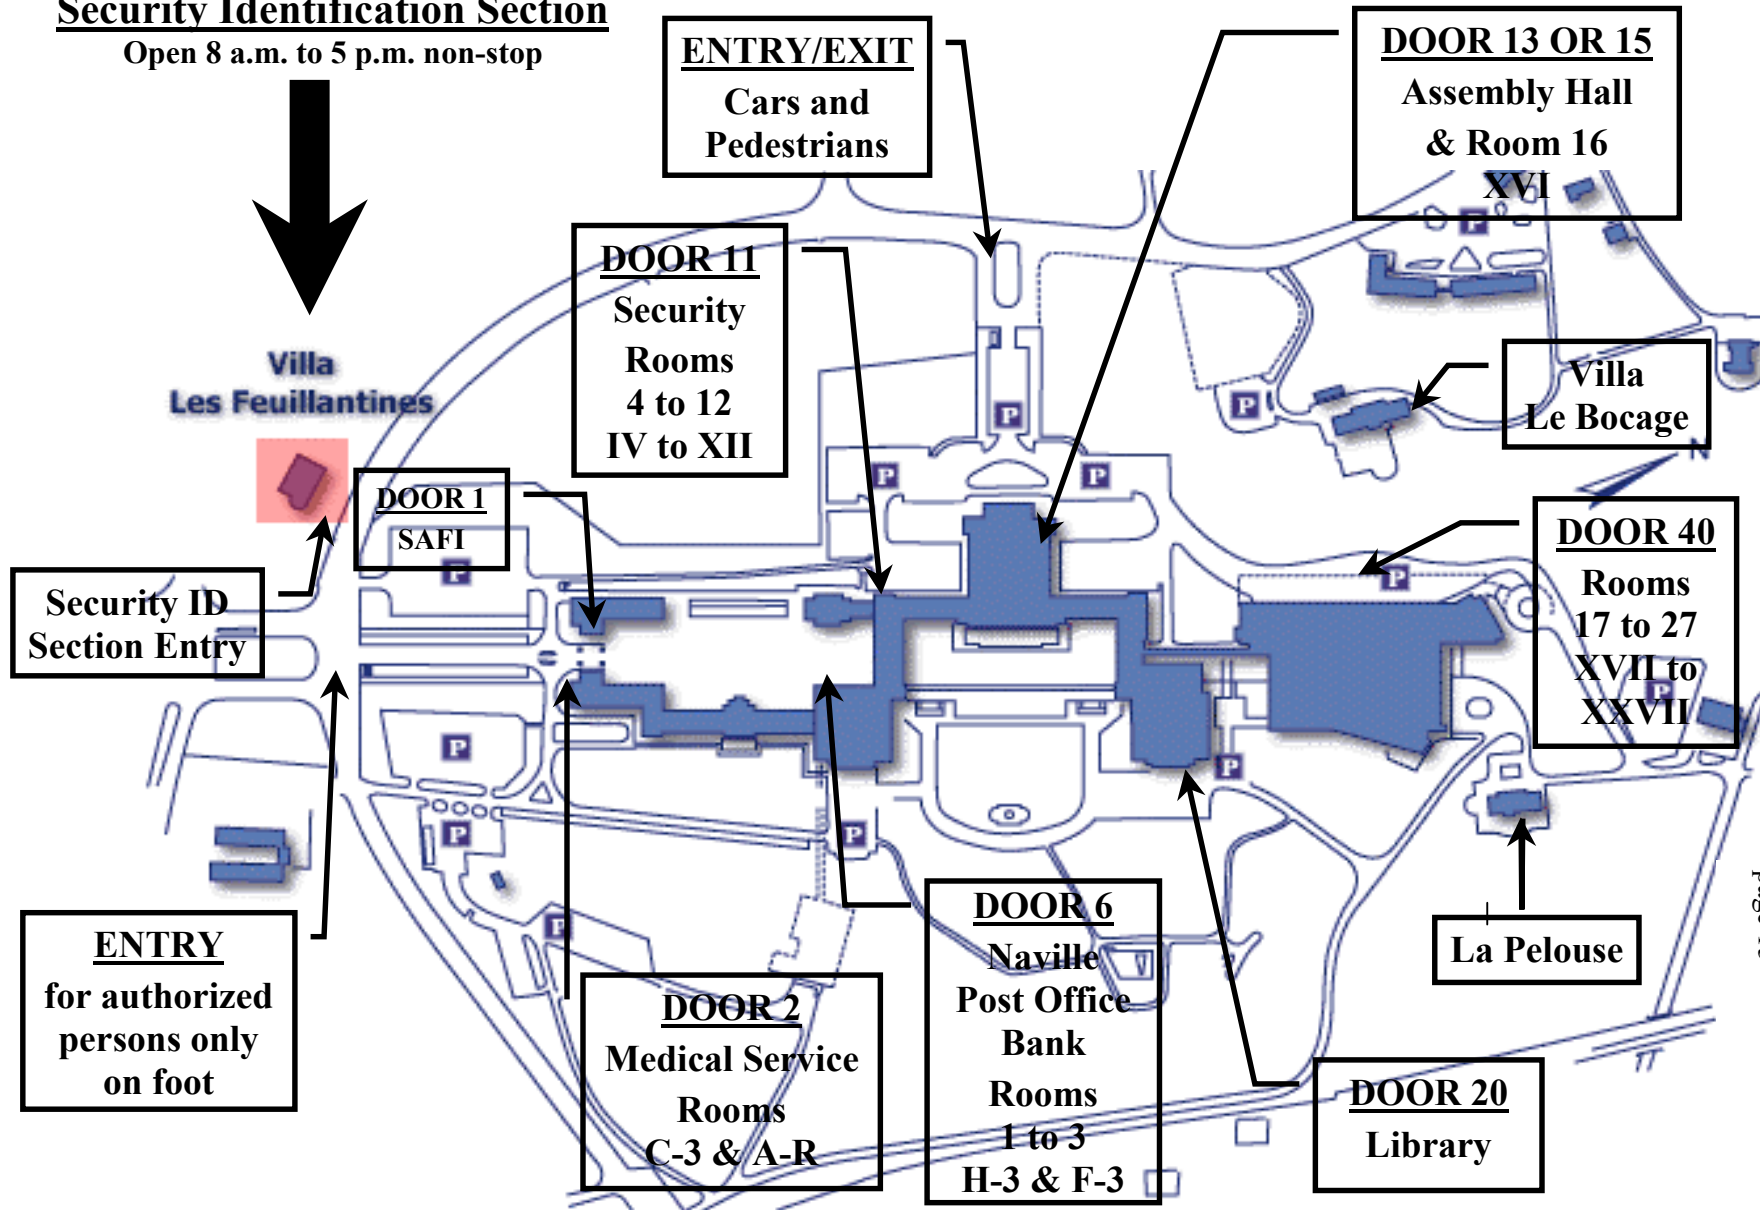 Security Identification Section
Open 8 a.m. to 5 p.m. non-stop
ENTRY/EXIT
Cars and
Pedestrians
DOOR 13 OR 15
Assembly Hall
& Room 16
XVI
DOOR 11
Security
Rooms
4 to 12
IV to XII
Villa
Les Feuillantines
Villa
Le Bocage
N
DOOR 1
SAFI
DOOR 40
Rooms
17 to 27
XVII to
XXVII
Security ID
Section Entry
P
P
P
P
P
P
P
P
P
P
P
P
P
ENTRY
for authorized
persons only
on foot
DOOR 2
Medical Service
Rooms
C-3 & A-R
DOOR 6
Naville
Post Office
Bank
Rooms
1 to 3
H-3 & F-3
La Pelouse
DOOR 20
Library